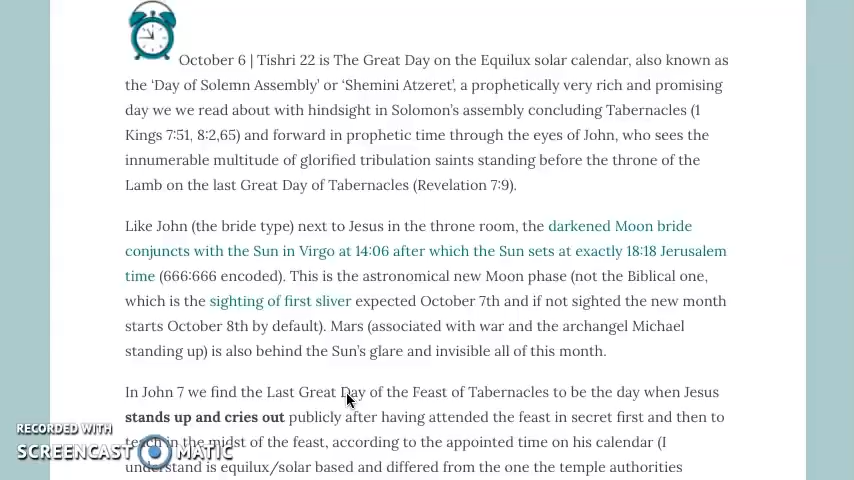 October 6 | Tishri 22 is The Great Day on the Equilux solar calendar, also known as
the ‘Day of Solemn Assembly’ or ‘Shemini Atzeret’, a prophetically very rich and promising
day we we read about with hindsight in Solomon’s assembly concluding Tabernacles (1
Kings 7:51, 8:2,65) and forward in prophetic time through the eyes of John, who sees the
innumerable multitude of glorified tribulation saints standing before the throne of the
Lamb on the last Great Day of Tabernacles (Revelation 7:9).
Like John (the bride type) next to Jesus in the throne room, the darkened Moon bride
conjuncts with the Sun in Virgo at 14:06 after which the Sun sets at exactly 18:18 Jerusalem
time (666:666 encoded). This is the astronomical new Moon phase (not the Biblical one,
which is the sighting of first sliver expected October 7th and if not sighted the new month
starts October 8th by default). Mars (associated with war and the archangel Michael
standing up) is also behind the Sun’s glare and invisible all of this month.
In John 7 we find the Last Great Day of the Feast of Tabernacles to be the day when Jesus
stands up and cries out publicly after having attended the feast in secret first and then to
teach in the midst of the feast, according to the appointed time on his calendar (I
understand is equilux/solar based and differed from the one the temple authorities
RECORDED WITH
SCREENCAST MATIC